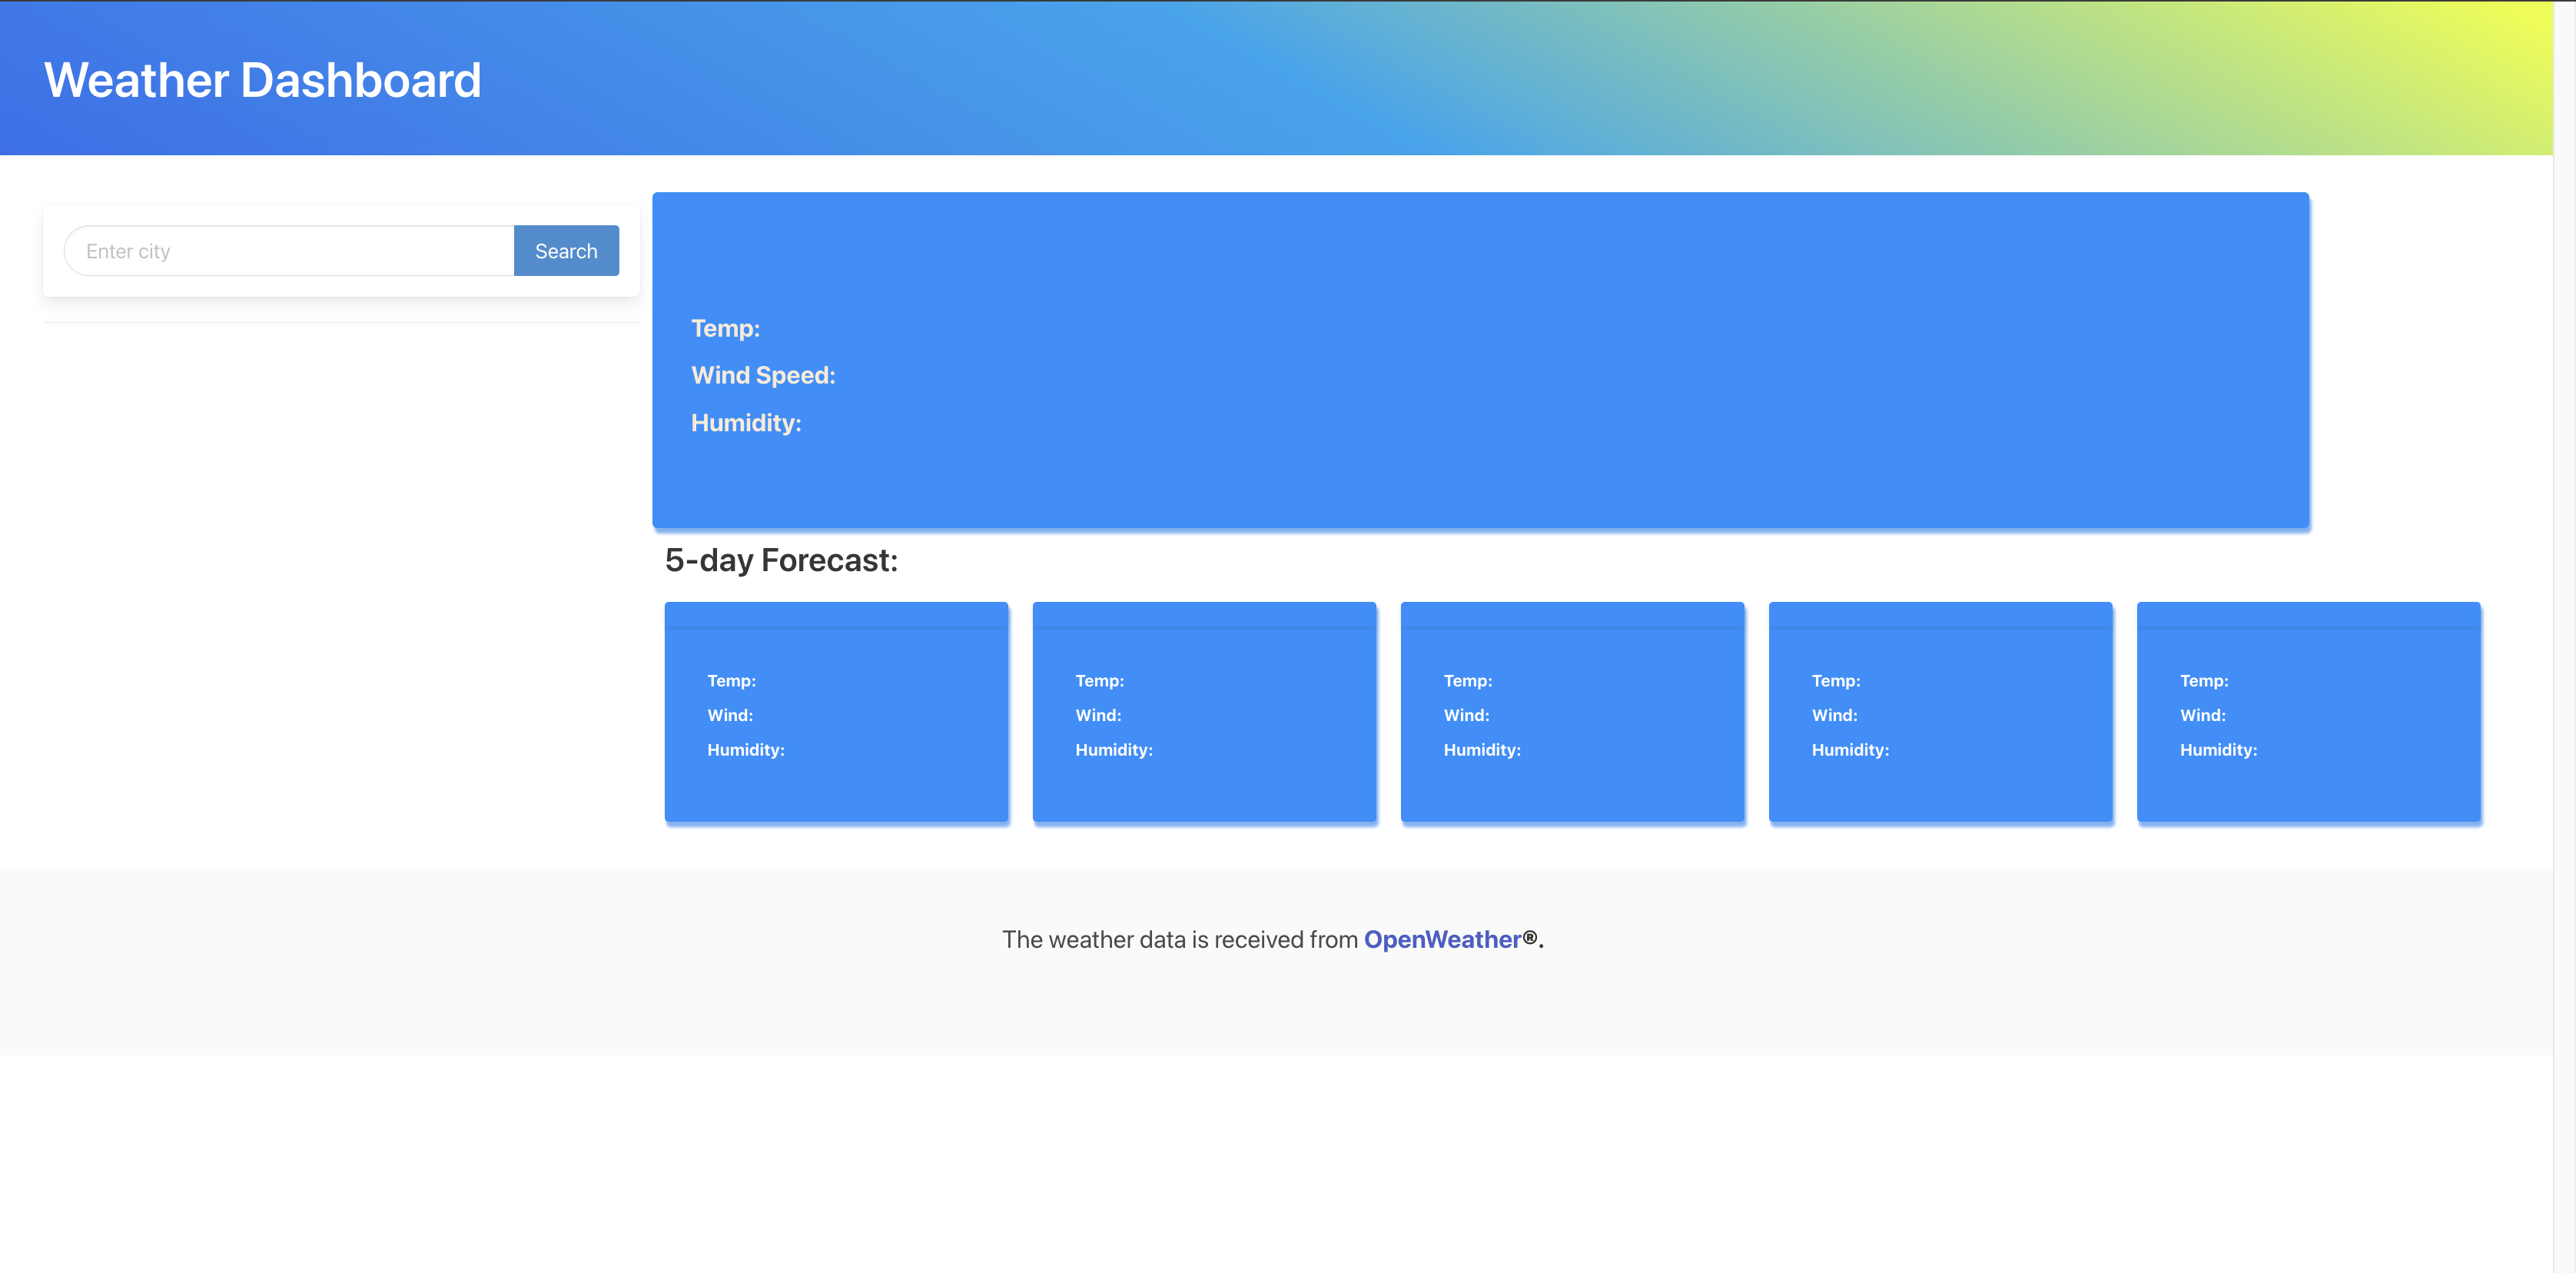 Weather Dashboard
Enter city
Search
Temp:
Wind Speed:
Humidity:
5-day Forecast:
Temp:
Wind:
Humidity:
Temp:
Wind:
Humidity:
Temp:
Wind:
Humidity:
Temp:
Wind:
Humidity:
Temp:
Wind:
Humidity:
The weather data is received from OpenWeather®.